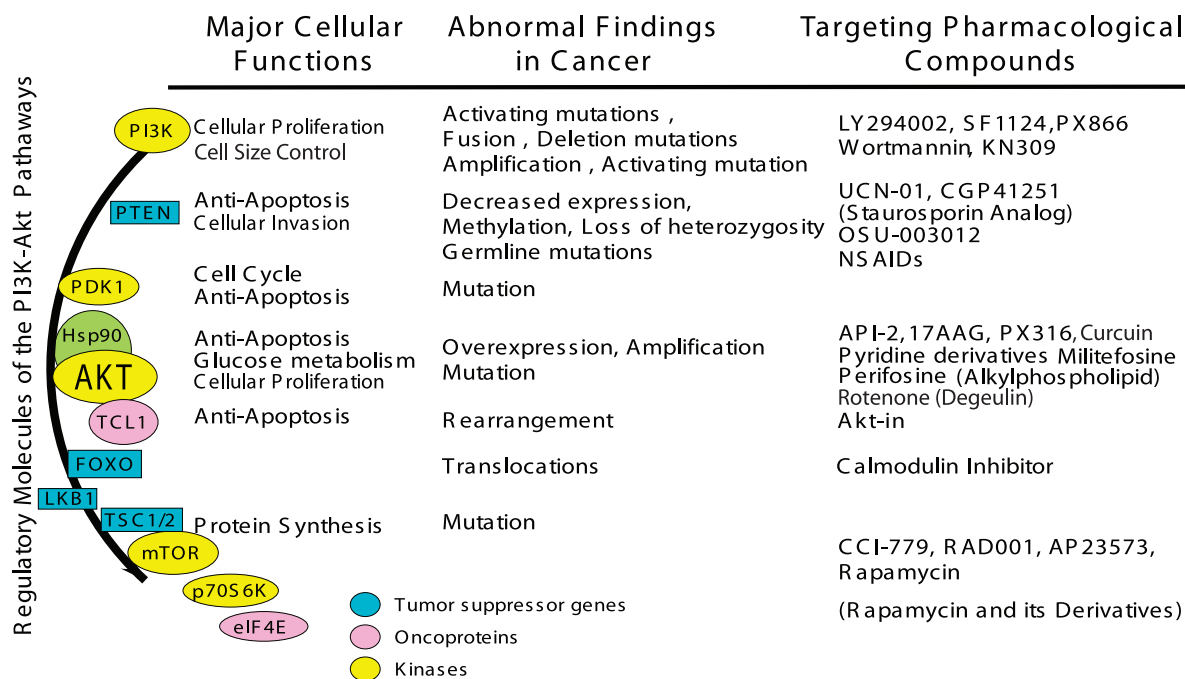 Major Cellular
Functions
Abnormal Findings
in Cancer
Targeting Pharmacological
Compounds
Regulatory Molecules of the PI3K-Akt Pathaways
PI3K
Cellular Proliferation
Cell Size Control
Activating mutations ,
Fusion , Deletion mutations
Amplification , Activating mutation
LY294002, SF1124,PX866
Wortmannin, KN309
PTEN
Anti-Apoptosis
Cellular Invasion
Decreased expression,
Methylation, Loss of heterozygosity
Germline mutations
UCN-01, CGP41251
(Staurosporin Analog)
OSU-003012
NSAIDs
PDK1
Cell Cycle
Anti-Apoptosis
Mutation
Hsp90
AKT
Anti-Apoptosis
Glucose metabolism
Cellular Proliferation
Overexpression, Amplification
Mutation
API-2,17AAG, PX316,Curcuin
Pyridine derivatives Militefosine
Perifosine (Alkylphospholipid)
Rotenone (Degeulin)
Akt-in
TCL1
Anti-Apoptosis
Rearrangement
FOXO
Translocations
Calmodulin Inhibitor
LKB1
TSC1/2
Protein Synthesis
Mutation
mTOR
CCI-779, RAD001, AP23573,
Rapamycin
(Rapamycin and its Derivatives)
p70S6K
eIF4E
Tumor suppressor genes
Oncoproteins
Kinases